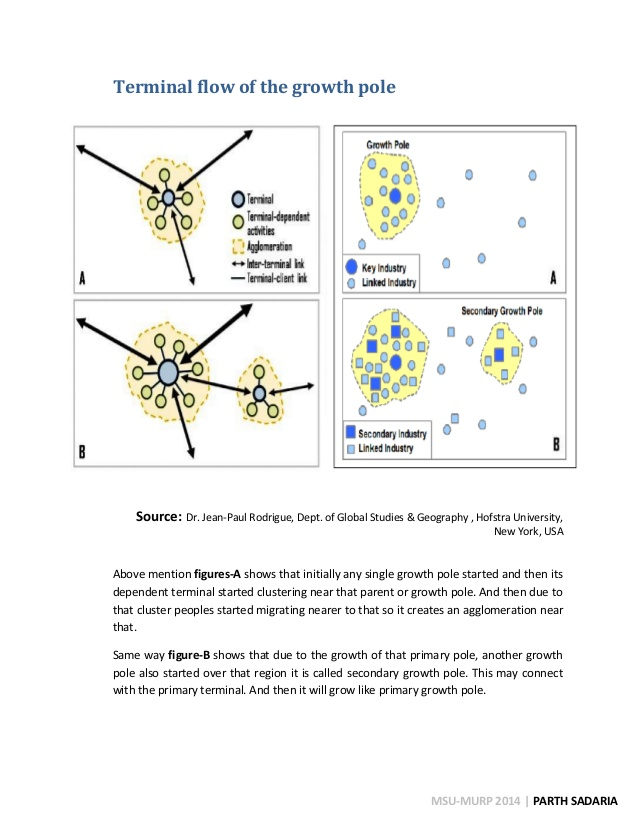 Terminal flow of the growth pole
Terminal
Terminal-dependent
activities
Agglomeration
Inter-terminal link
Terminal-client link
A
B
Growth Pole
Key Industry
Linked Industry
A
Secondary Growth Pole
Secondary Industry
Linked Industry
B
Source: Dr. Jean-Paul Rodrigue, Dept. of Global Studies & Geography , Hofstra University,
New York, USA
Above mention figures-A shows that initially any single growth pole started and then its
dependent terminal started clustering near that parent or growth pole. And then due to
that cluster peoples started migrating nearer to that so it creates an agglomeration near
that.
Same way figure-B shows that due to the growth of that primary pole, another growth
pole also started over that region it is called secondary growth pole. This may connect
with the primary terminal. And then it will grow like primary growth pole.
MSU-MURP 2014 | PARTH SADARIA